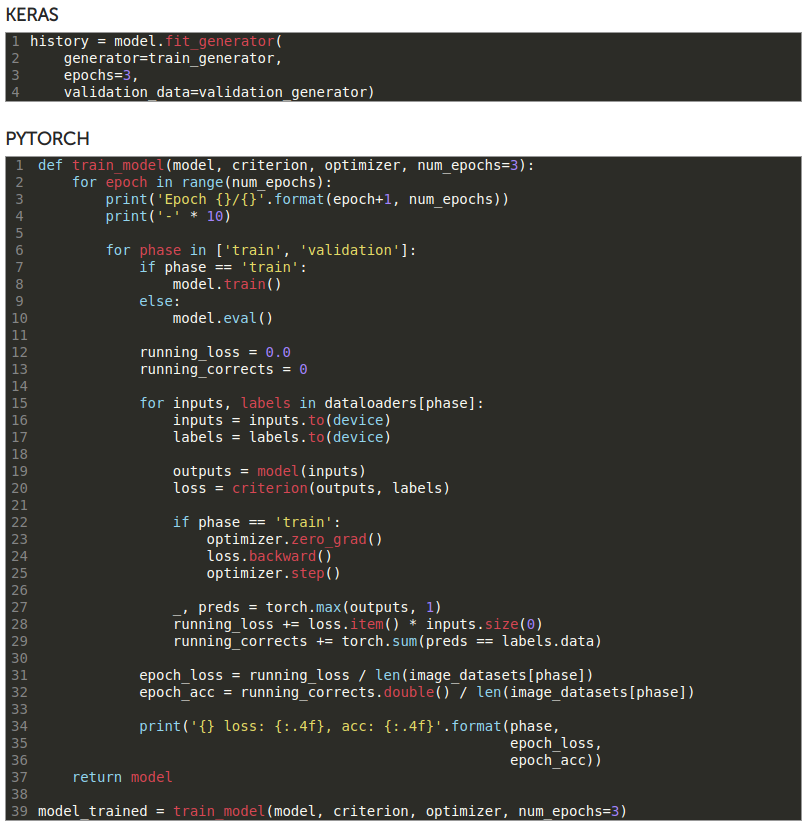 KERAS
1 history = model.fit_generator(
2     generator=train_generator,
3     epochs=3,
4     validation_data=validation_generator)
PYTORCH
1 def train_model(model, criterion, optimizer, num_epochs=3):
2     for epoch in range(num_epochs):
3         print('Epoch {}/{}'.format(epoch+1, num_epochs))
4         print('-' * 10)
5
6         for phase in ['train', 'validation']:
7             if phase == 'train':
8                 model.train()
9             else:
10                 model.eval()
11
12             running_loss = 0.0
13             running_corrects = 0
14
15             for inputs, labels in dataloaders[phase]:
16                 inputs = inputs.to(device)
17                 labels = labels.to(device)
18
19                 outputs = model(inputs)
20                 loss = criterion(outputs, labels)
21
22                 if phase == 'train':
23                     optimizer.zero_grad()
24                     loss.backward()
25                     optimizer.step()
26
27                 _, preds = torch.max(outputs, 1)
28                 running_loss += loss.item() * inputs.size(0)
29                 running_corrects += torch.sum(preds == labels.data)
30
31             epoch_loss = running_loss / len(image_datasets[phase])
32             epoch_acc = running_corrects.double() / len(image_datasets[phase])
33
34             print('{} loss: {:.4f}, acc: {:.4f}'.format(phase,
35                                                         epoch_loss,
36                                                         epoch_acc))
37     return model
38
39 model_trained = train_model(model, criterion, optimizer, num_epochs=3)